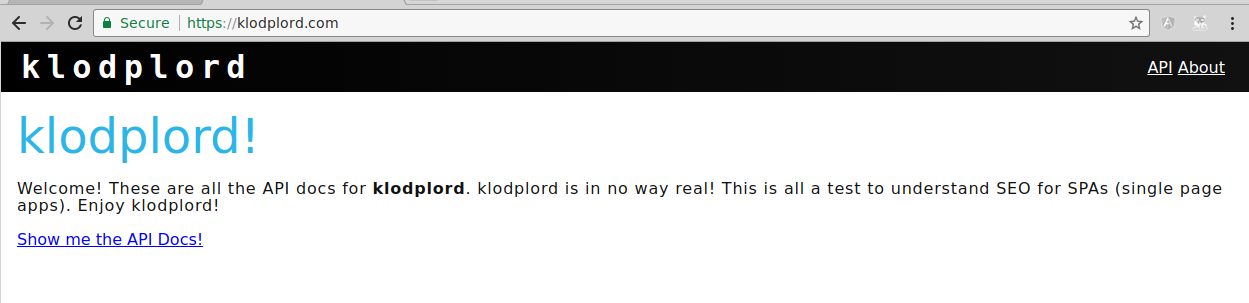 Secure https://klodplord.com
klodplord
API About
klodplord!
Welcome! These are all the API docs for klodplord. klodplord is in no way real! This is all a test to understand SEO for SPAs (single page
apps). Enjoy klodplord!
Show me the API Docs!